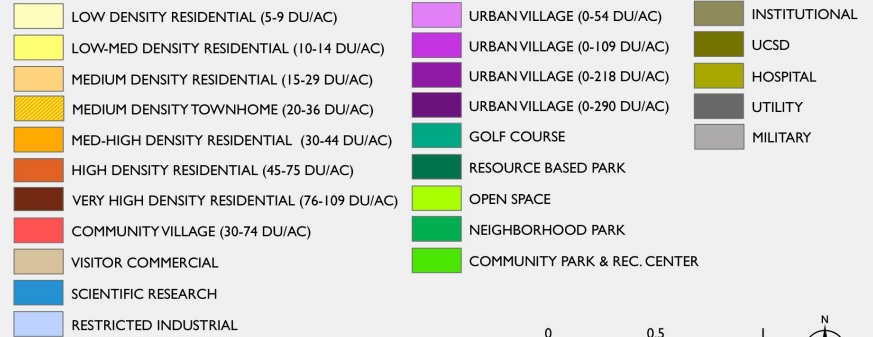 LOW DENSITY RESIDENTIAL (5-9 DU/AC)
LOW-MED DENSITY RESIDENTIAL (10-14 DU/AC)
MEDIUM DENSITY RESIDENTIAL (15-29 DU/AC)
MEDIUM DENSITY TOWNHOME (20-36 DU/AC)
MED-HIGH DENSITY RESIDENTIAL (30-44 DU/AC)
HIGH DENSITY RESIDENTIAL (45-75 DU/AC)
VERY HIGH DENSITY RESIDENTIAL (76-109 DU/AC)
COMMUNITY VILLAGE (30-74 DU/AC)
VISITOR COMMERCIAL
SCIENTIFIC RESEARCH
RESTRICTED INDUSTRIAL
URBAN VILLAGE (0-54 DU/AC)
URBAN VILLAGE (0-109 DU/AC)
URBAN VILLAGE (0-218 DU/AC)
URBAN VILLAGE (0-290 DU/AC)
GOLF COURSE
RESOURCE BASED PARK
OPEN SPACE
NEIGHBORHOOD PARK
COMMUNITY PARK & REC. CENTER
INSTITUTIONAL
UCSD
HOSPITAL
UTILITY
MILITARY
0 0.5 1
N